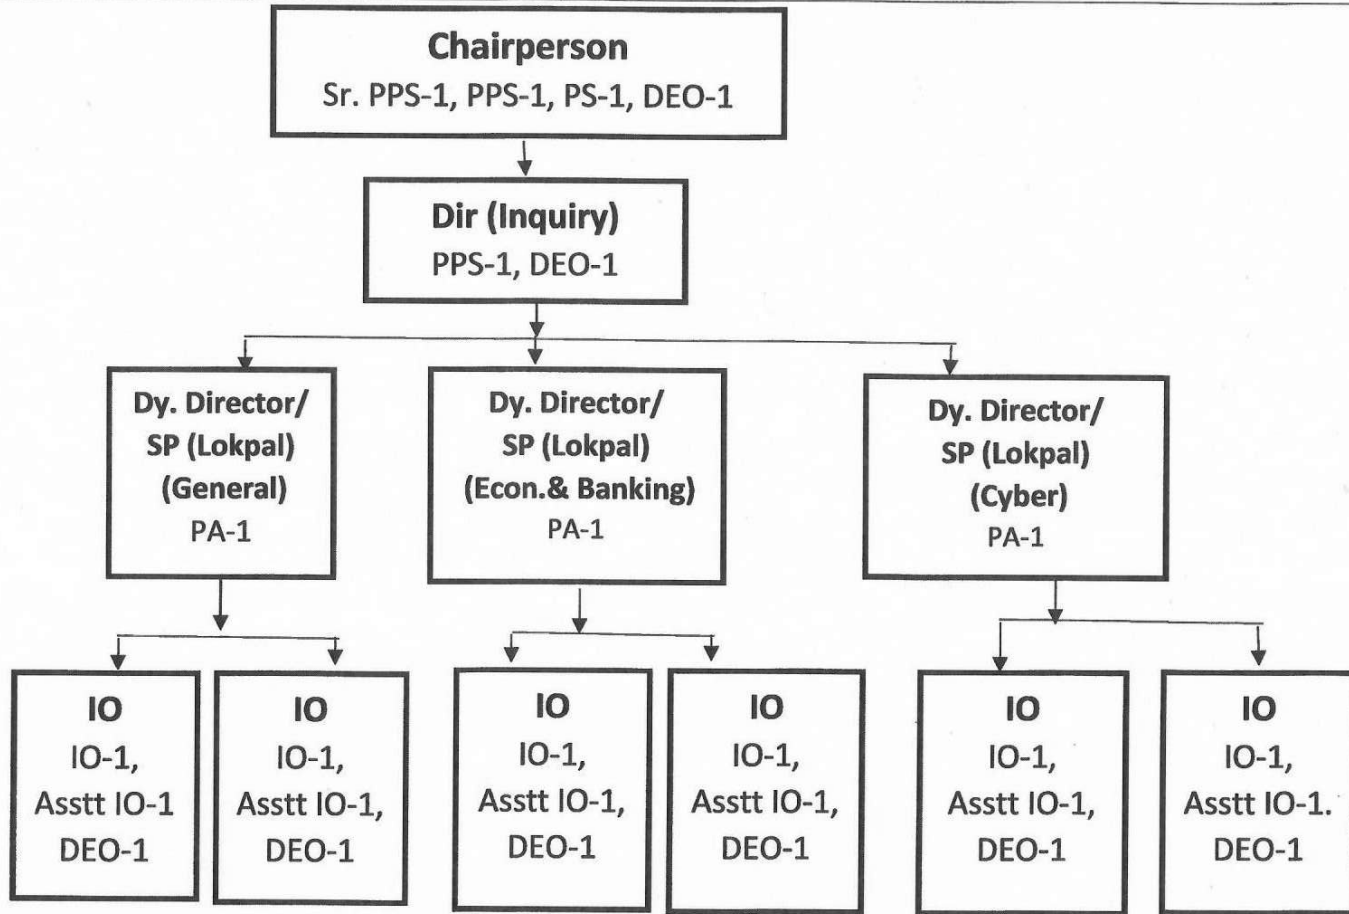 Chairperson
Sr. PPS-1, PPS-1, PS-1, DEO-1
Dir (Inquiry)
PPS-1, DEO-1
Dy. Director/
SP (Lokpal)
(General)
PA-1
Dy. Director/
SP (Lokpal)
(Econ.& Banking)
PA-1
Dy. Director/
SP (Lokpal)
(Cyber)
PA-1
IO
IO-1,
Asstt IO-1
DEO-1
IO
IO-1,
Asstt IO-1,
DEO-1
IO
IO-1,
Asstt IO-1,
DEO-1
IO
IO-1,
Asstt IO-1,
DEO-1
IO
IO-1,
Asstt IO-1,
DEO-1
IO
IO-1,
Asstt IO-1.
DEO-1